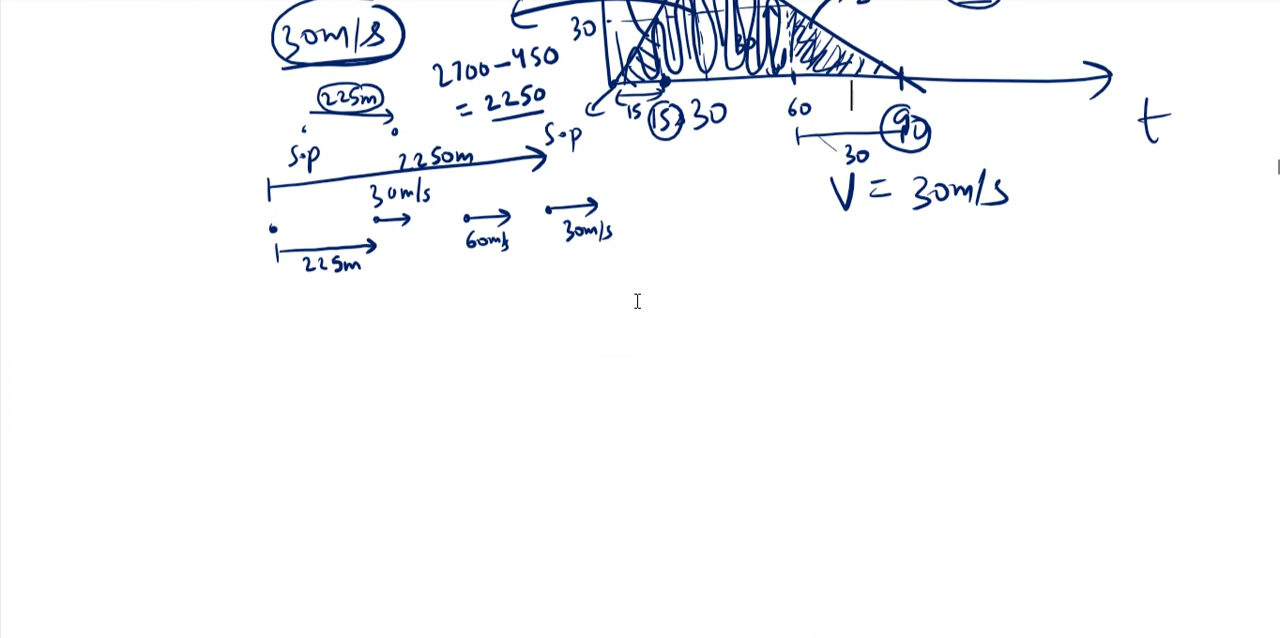 30m/s
30
2700-450
= 2250
225m
15
15
30
60
90
t
S.p
S.p
2250m
30
V = 30m/s
30m/s
60m/s
30m/s
225m